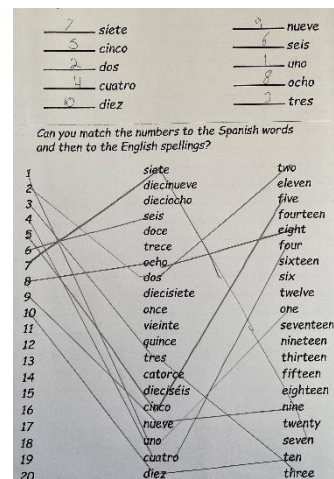 7 siete 9 nueve
5 cinco 6 seis
2 dos 1 uno
4 cuatro 8 ocho
10 diez 3 tres
Can you match the numbers to the Spanish words
and then to the English spellings?
1 siete two
2 diecinueve eleven
3 dieciocho five
4 seis fourteen
5 doce eight
6 trece four
7 ocho sixteen
8 dos six
9 diecisiete twelve
10 once one
11 vieinte seventeen
12 quince nineteen
13 tres thirteen
14 catorce fifteen
15 dieciséis eighteen
16 cinco nine
17 nueve twenty
18 uno seven
19 cuatro ten
20 diez three